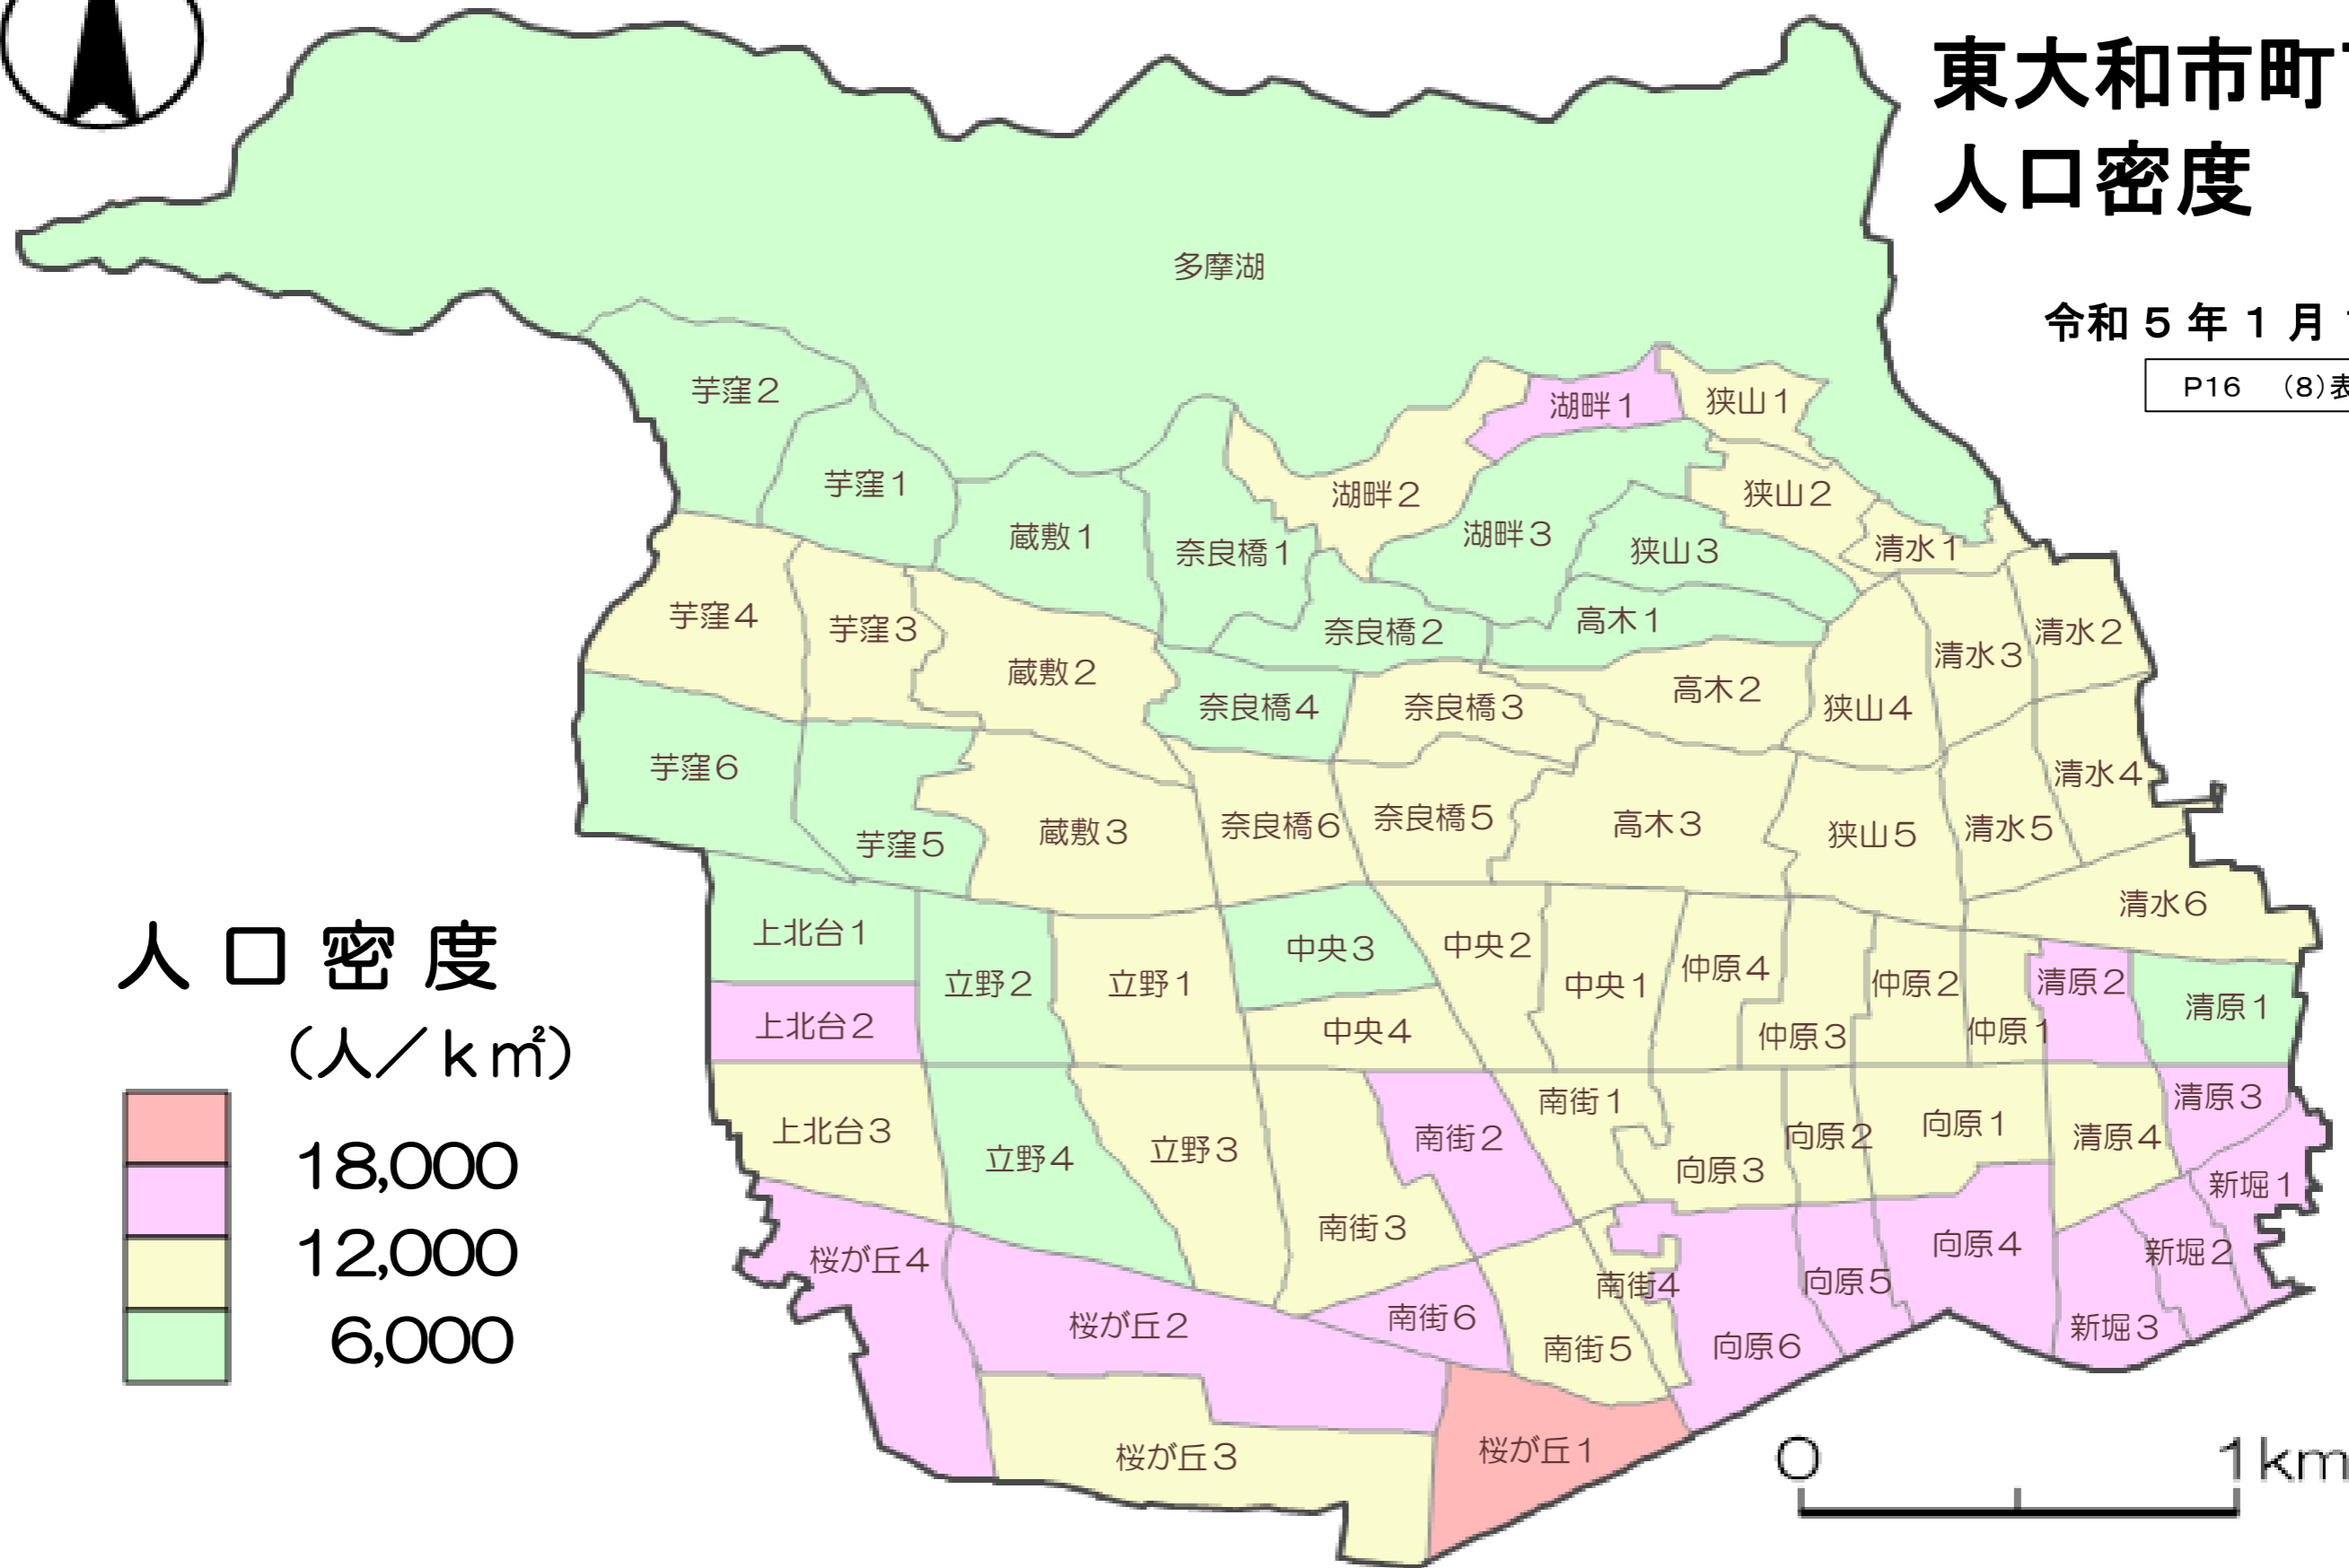 東大和市町
人口密度
令和５年１月
P16 （8）表
多摩湖
芋窪２
湖畔１
狭山１
芋窪１
湖畔２
狭山２
蔵敷１
奈良橋１
湖畔３
狭山３
清水１
芋窪４
芋窪３
奈良橋２
高木１
清水２
清水３
蔵敷２
高木２
奈良橋４
奈良橋３
狭山４
芋窪６
清水４
蔵敷３
奈良橋６
奈良橋５
高木３
狭山５
清水５
芋窪５
清水６
上北台１
中央３
中央２
仲原４
立野２
立野１
中央１
仲原２
清原２
清原１
上北台２
中央４
仲原３
仲原１
南街１
清原３
上北台３
南街２
向原２
向原１
清原４
立野４
立野３
向原３
新堀１
南街３
向原４
新堀２
桜が丘４
南街４
向原５
桜が丘２
南街６
新堀３
南街５
向原６
桜が丘３
桜が丘１
人口密度
（人／ｋ㎡）
18,000
12,000
6,000
0 1km